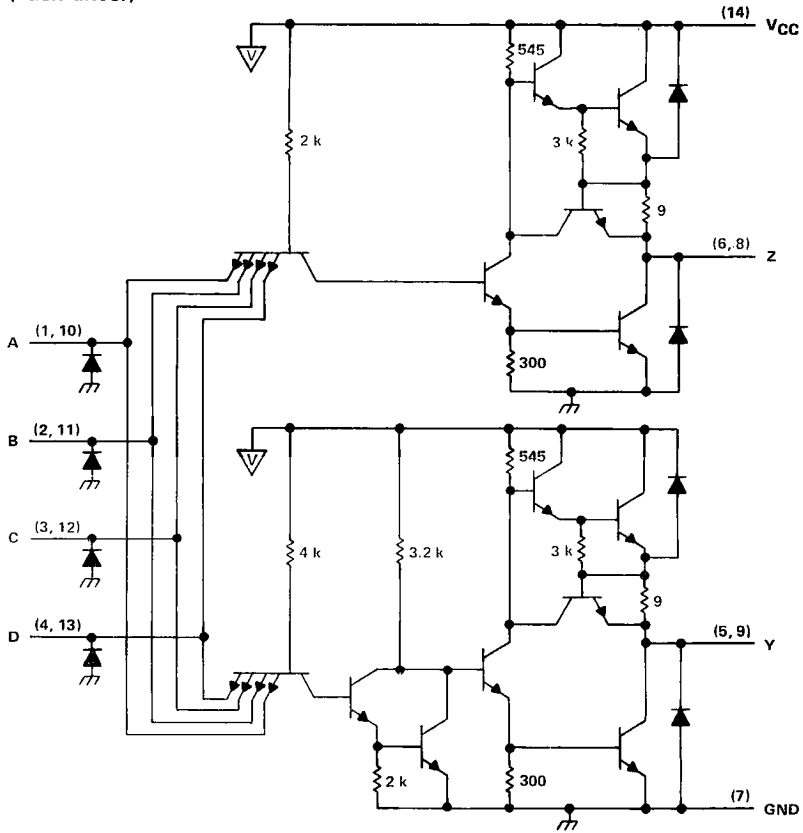 (14)
VCC
V
545
2 k
3 k
9
(6, 8)
Z
A
(1, 10)
300
B
(2, 11)
V
545
C
(3, 12)
4 k
3.2 k
3 k
9
D
(4, 13)
(5, 9)
Y
2 k
300
(7)
GND